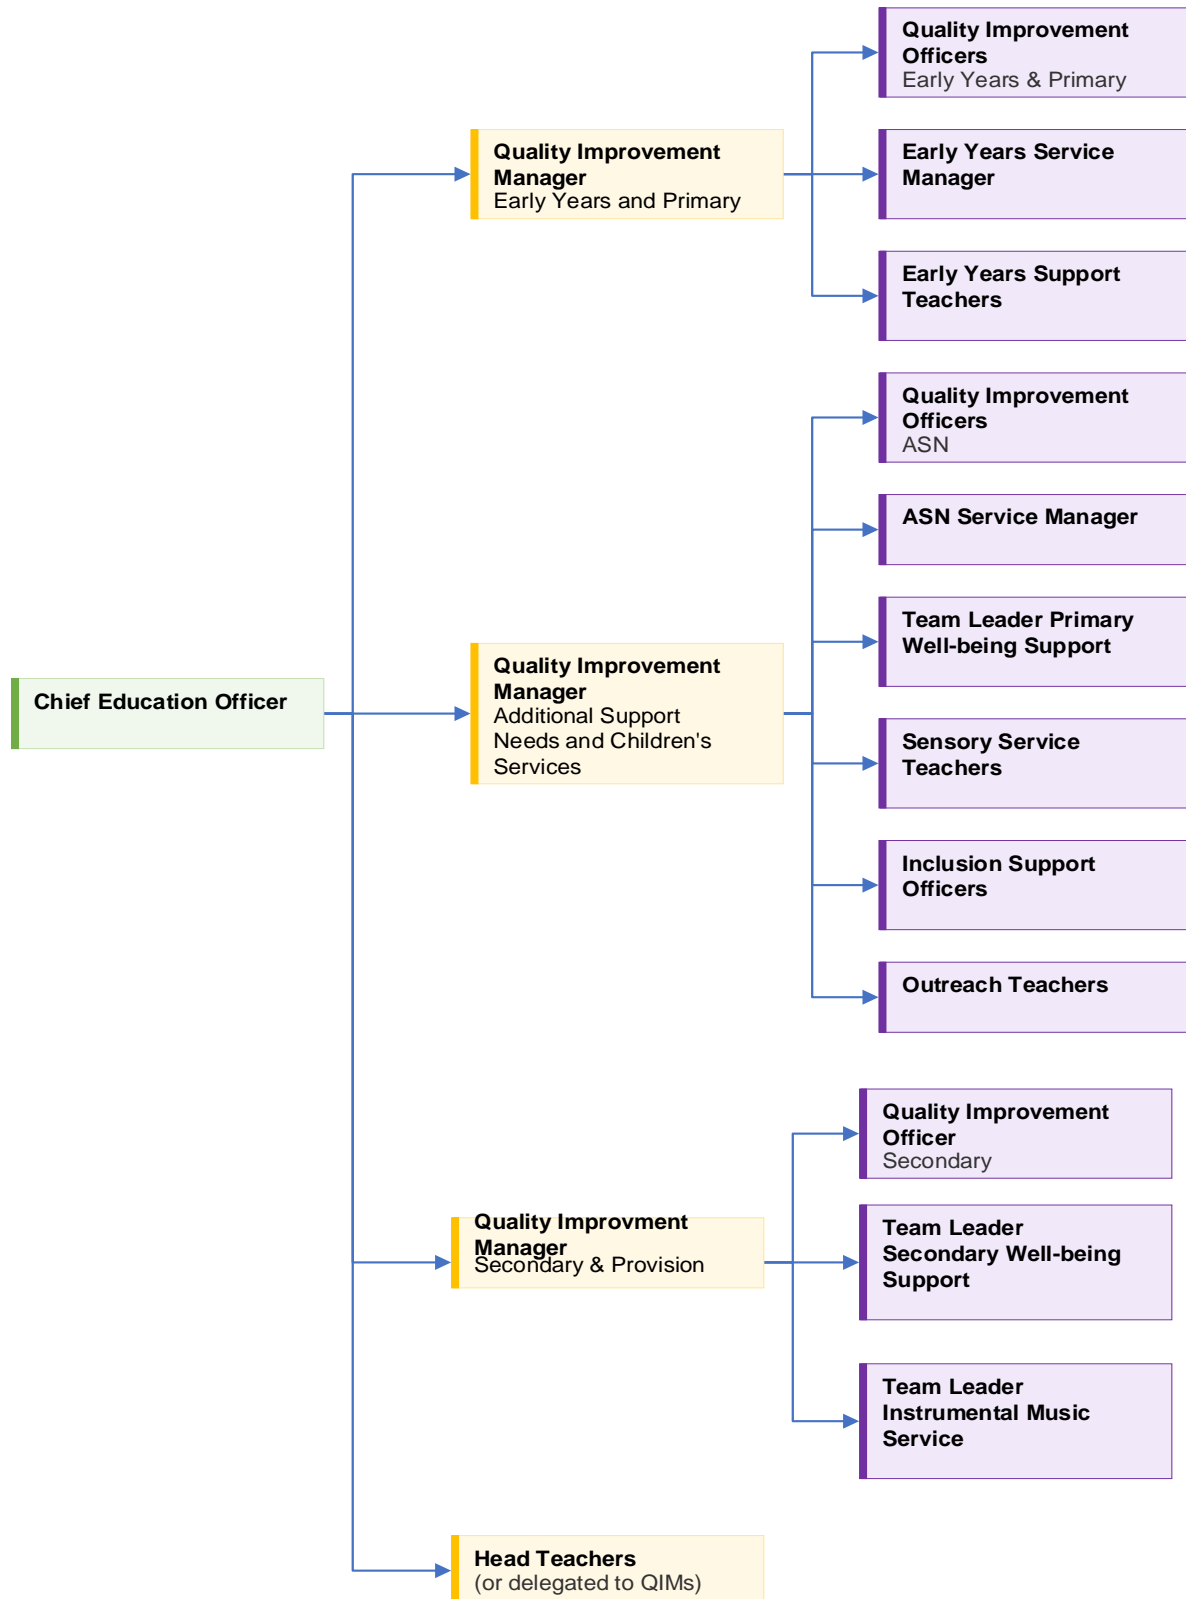 Chief Education Officer
Quality Improvement
Manager
Early Years and Primary
Quality Improvement
Officers
Early Years & Primary
Early Years Service
Manager
Early Years Support
Teachers
Quality Improvement
Manager
Additional Support
Needs and Children's
Services
Quality Improvement
Officers
ASN
ASN Service Manager
Team Leader Primary
Well-being Support
Sensory Service
Teachers
Inclusion Support
Officers
Outreach Teachers
Quality Improvment
Manager
Secondary & Provision
Quality Improvement
Officer
Secondary
Team Leader
Secondary Well-being
Support
Team Leader
Instrumental Music
Service
Head Teachers
(or delegated to QIMs)